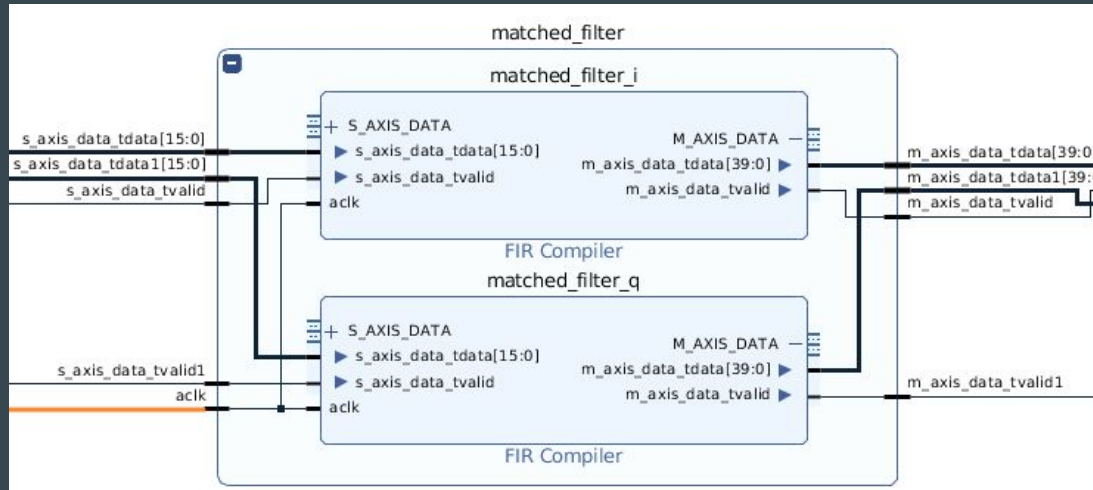 matched_filter
matched_filter_i
s_axis_data_tdata[15:0]
s_axis_data_tdata1[15:0]
s_axis_data_tvalid
+ S_AXIS_DATA
s_axis_data_tdata[15:0]
s_axis_data_tvalid
aclk
M_AXIS_DATA
m_axis_data_tdata[39:0]
m_axis_data_tvalid
m_axis_data_tdata[39:0
m_axis_data_tdata1[39:
m_axis_data_tvalid
FIR Compiler
matched_filter_q
s_axis_data_tvalid1
aclk
+ S_AXIS_DATA
s_axis_data_tdata[15:0]
s_axis_data_tvalid
aclk
M_AXIS_DATA
m_axis_data_tdata[39:0]
m_axis_data_tvalid
m_axis_data_tvalid1
FIR Compiler